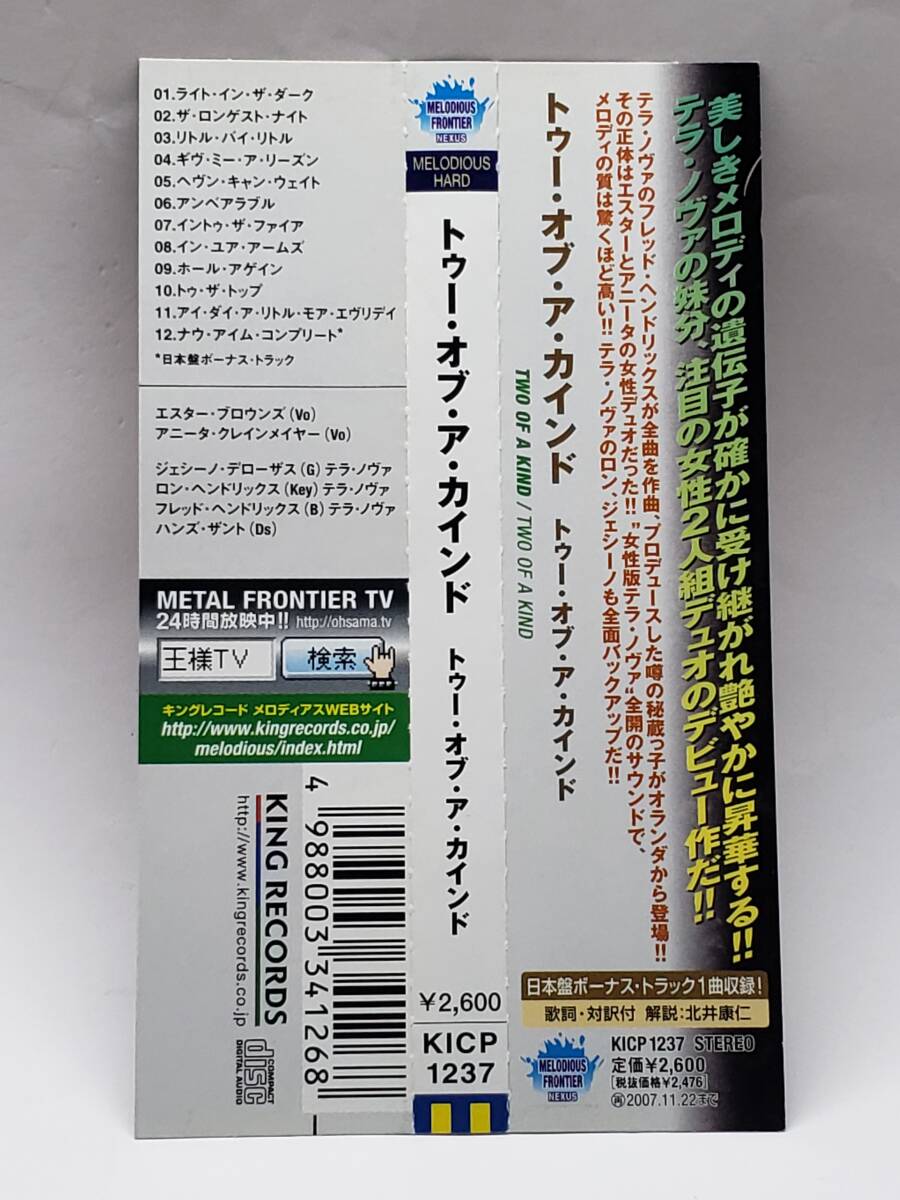 01.ライト・イン・ザ・ダーク
02.ザ・ロンゲスト・ナイト
03.リトル・バイ・リトル
04.ギヴ・ミー・ア・リーズン
05.ヘヴン・キャン・ウェイト
06.アンベアラブル
07.イントゥ・ザ・ファイア
08.イン・ユア・アームズ
09.ホール・アゲイン
10.トゥ・ザ・トップ
11.アイ・ダイ・ア・リトル・モア・エヴリデイ
12.ナウ・アイム・コンプリート*
*日本盤ボーナス・トラック
エスター・ブロウンズ(Vo)
アニータ・クレインメイヤー(Vo)
ジェシーノ・デローザス(G) テラ・ノヴァ
ロン・ヘンドリックス(Key) テラ・ノヴァ
フレッド・ヘンドリックス(B) テラ・ノヴァ
ハンズ・ザント(Ds)
METAL FRONTIER TV
24時間放映中!! http://ohsama.tv
王様TV 検索
キングレコード メロディアスWEBサイト
http://www.kingrecords.co.jp/
melodious/index.html
KING RECORDS
http://www.kingrecords.co.jp
COMPACT
disc
DIGITAL AUDIO
4 988003 341268
MELODIOUS
FRONTIER
NEXUS
MELODIOUS
HARD
トゥー・オブ・ア・カインド トゥー・オブ・ア・カインド
¥2,600
KICP
1237
美しきメロディの遺伝子が確かに受け継がれ艶やかに昇華する!!
テラ・ノヴァの妹分、注目の女性2人組デュオのデビュー作だ!!
テラ・ノヴァのフレッド・ヘンドリックスが全曲を作曲、プロデュースした噂の秘蔵っ子がオランダから登場!!
その正体はエスターとアニータの女性デュオだった!!"女性版テラ・ノヴァ"全開のサウンドで、
メロディの質は驚くほど高い!! テラ・ノヴァのロン、ジェシーノも全面バックアップだ!!
トゥー・オブ・ア・カインド トゥー・オブ・ア・カインド
TWO OF A KIND / TWO OF A KIND
日本盤ボーナス・トラック1曲収録!
歌詞・対訳付 解説:北井康仁
MELODIOUS
FRONTIER
NEXUS
KICP 1237 STEREO
定価¥2,600
[税抜価格¥2,476]
再2007.11.22まで